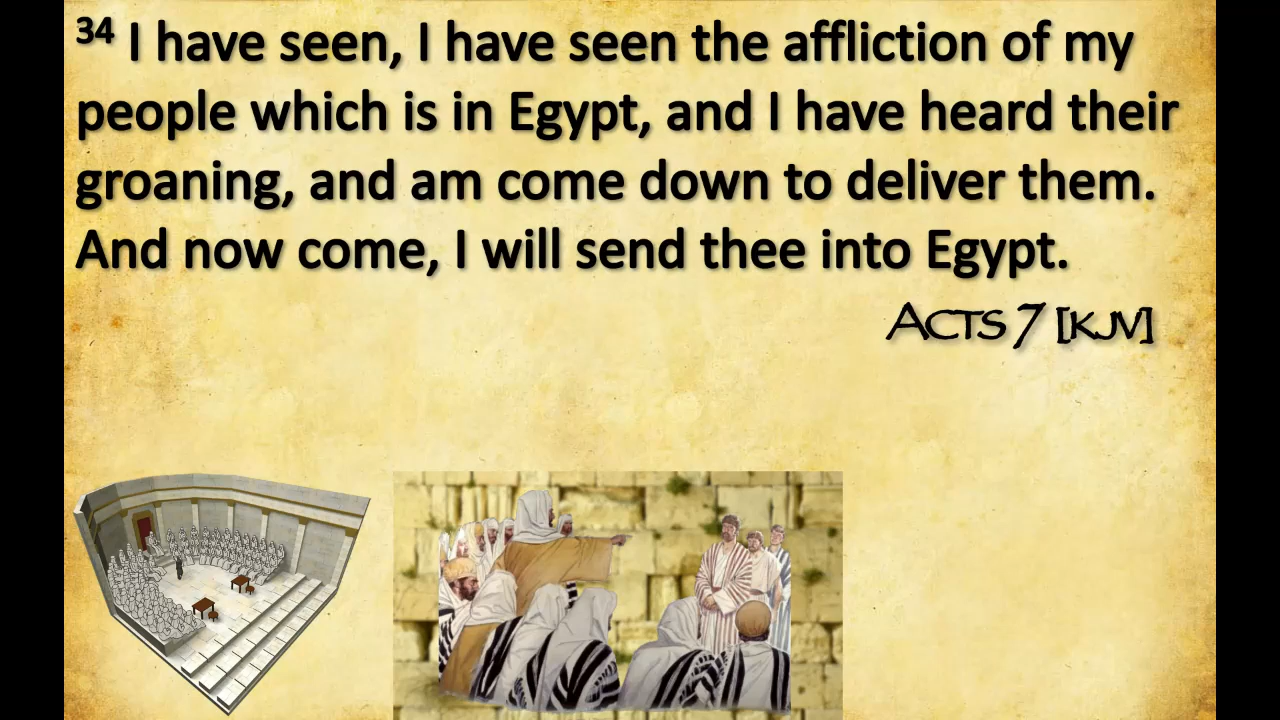 34 I have seen, I have seen the affliction of my
people which is in Egypt, and I have heard their
groaning, and am come down to deliver them.
And now come, I will send thee into Egypt.
ACTS 7 [KJV]